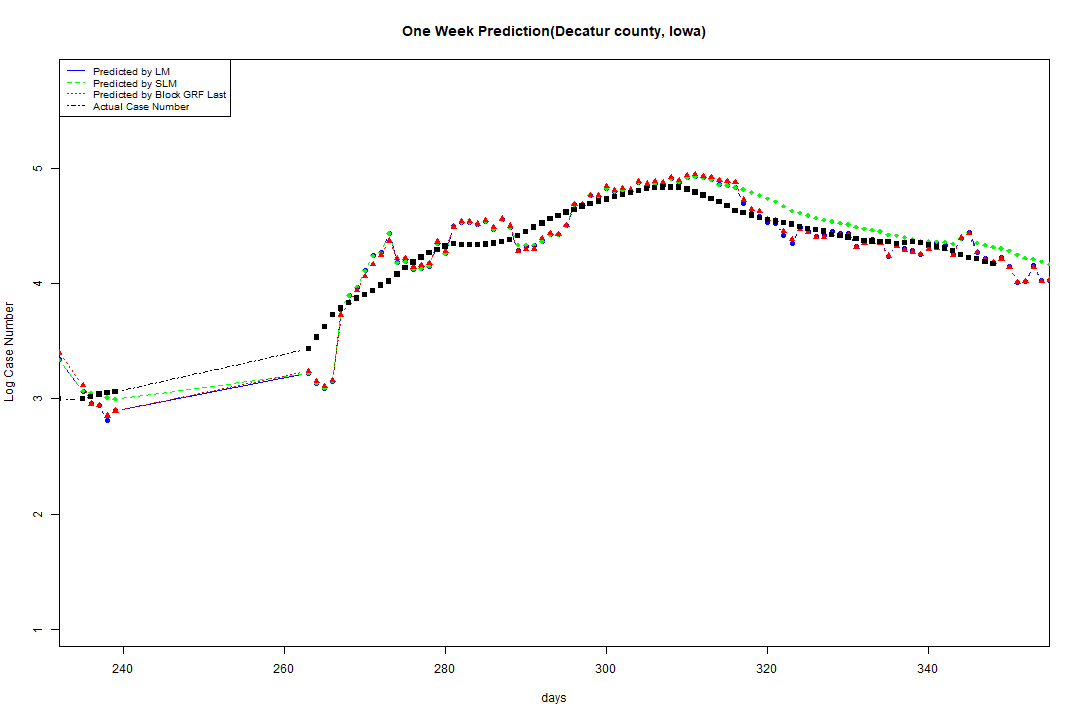 One Week Prediction(Decatur county, Iowa)
Predicted by LM
Predicted by SLM
Predicted by Block GRF Last
Actual Case Number
5
4
3
2
1
Log Case Number
240 260 280 300 320 340
days